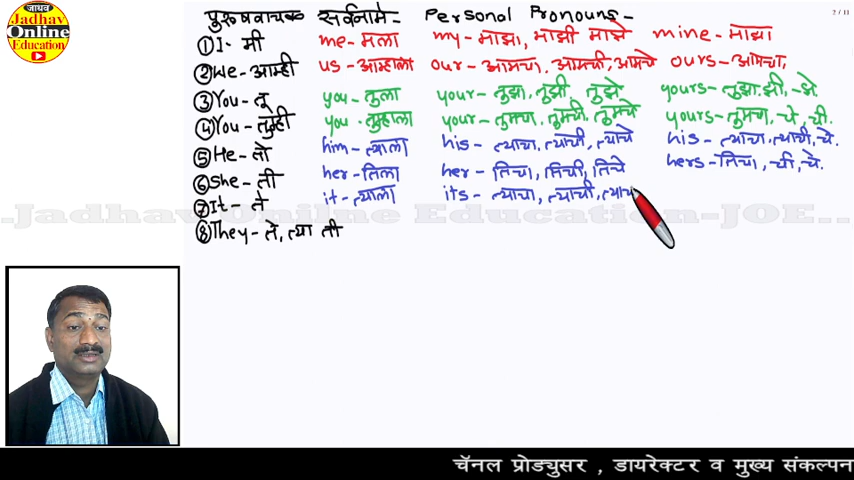 जाधव
Jadhav
Online
Education
पुरूषवाचक सर्वनामे - Personal Pronouns -
2 / 11
① I - मी me - मला my - माझा, माझी माझे mine - माझा
② We - आम्ही us - आम्हाला our - आमचा, आमची, आमचे ours - आमचा,
③ You - तू you - तुला your - तुझा, तुझी, तुझे yours - तुझा, झी, झे
④ You - तुम्ही you - तुम्हाला your - तुमचा, तुमची, तुमचे yours - तुमचा, चे, ची.
⑤ He - तो him - त्याला his - त्याचा, त्याची, त्याचे his - त्याचा, त्याची, चे.
⑥ She - ती her - तिला her - तिचा, तिची, तिचे hers - तिचा, ची, चे.
⑦ It - ते it - त्याला its - त्याचा, त्याची, त्याच
-Jadhav Online Education-JOE..
⑧ They - ते, त्या ती
चॅनल प्रोड्युसर , डायरेक्टर व मुख्य संकल्पन